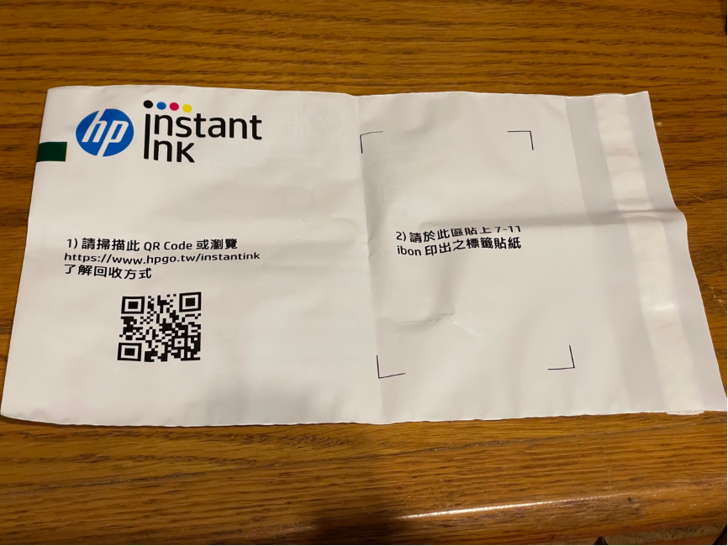 hp instant
ink
1) 請掃描此 QR Code 或瀏覽
https://www.hpgo.tw/instantink
了解回收方式
2) 請於此區貼上 7-11
ibon 印出之標籤貼紙